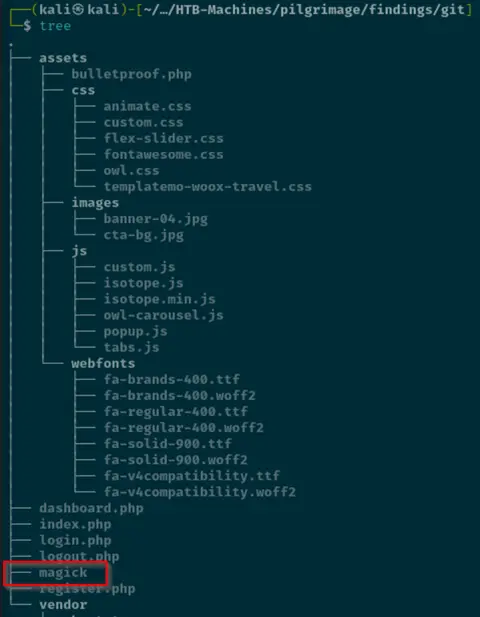 ┌──(kali㉿kali)-[~/…/HTB-Machines/pilgrimage/findings/git]
└─$ tree
.
├── assets
│   ├── bulletproof.php
│   ├── css
│   │   ├── animate.css
│   │   ├── custom.css
│   │   ├── flex-slider.css
│   │   ├── fontawesome.css
│   │   ├── owl.css
│   │   └── templatemo-woox-travel.css
│   ├── images
│   │   ├── banner-04.jpg
│   │   └── cta-bg.jpg
│   ├── js
│   │   ├── custom.js
│   │   ├── isotope.js
│   │   ├── isotope.min.js
│   │   ├── owl-carousel.js
│   │   ├── popup.js
│   │   └── tabs.js
│   └── webfonts
│       ├── fa-brands-400.ttf
│       ├── fa-brands-400.woff2
│       ├── fa-regular-400.ttf
│       ├── fa-regular-400.woff2
│       ├── fa-solid-900.ttf
│       ├── fa-solid-900.woff2
│       ├── fa-v4compatibility.ttf
│       └── fa-v4compatibility.woff2
├── dashboard.php
├── index.php
├── login.php
├── logout.php
├── magick
├── register.php
└── vendor